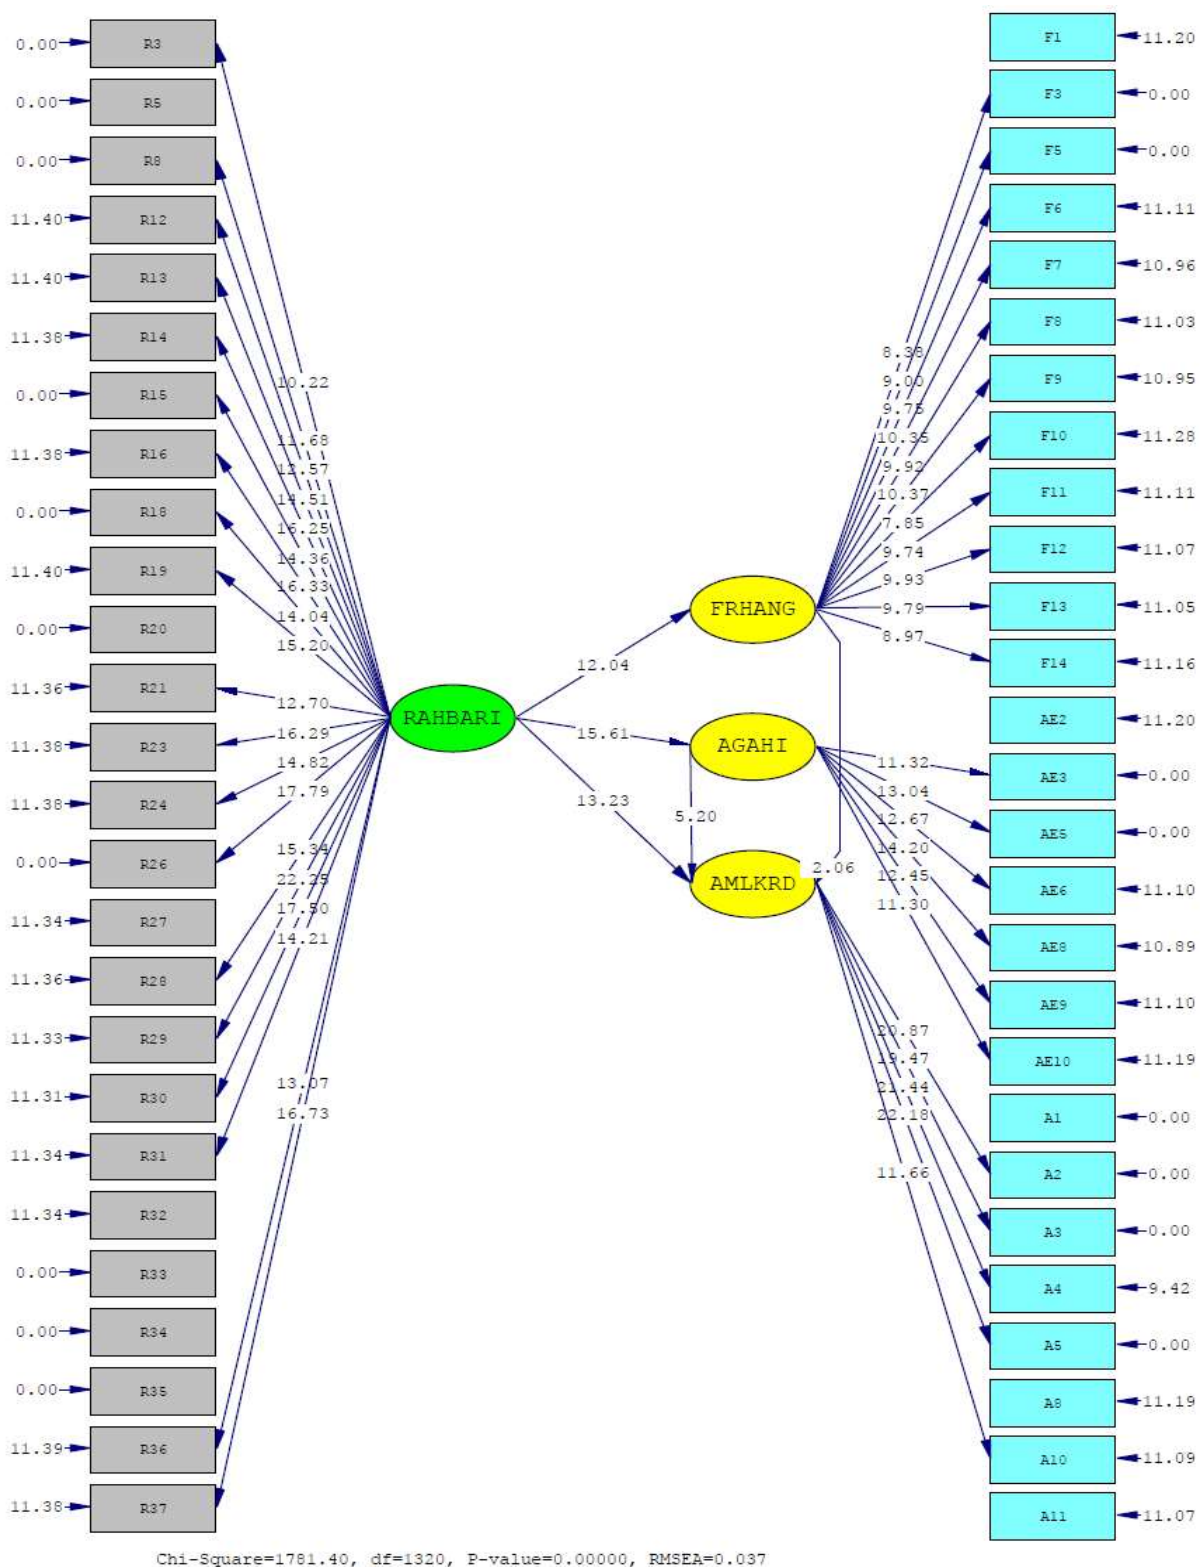 0.00 R3
0.00 R5
0.00 R8
11.40 R12
11.40 R13
11.38 R14
0.00 R15
11.38 R16
0.00 R18
11.40 R19
0.00 R20
11.36 R21
11.38 R23
11.38 R24
0.00 R26
11.34 R27
11.36 R28
11.33 R29
11.31 R30
11.34 R31
11.34 R32
0.00 R33
0.00 R34
0.00 R35
11.39 R36
11.38 R37
10.22
11.68
12.57
14.51
16.25
14.36
16.33
14.04
15.20
12.70
16.29
14.82
17.79
15.34
22.25
17.50
14.21
13.07
16.73
RAHBARI
12.04
15.61
13.23
FRHANG
AGAHI
5.20
AMLKRD
2.06
8.38
9.00
9.75
10.35
9.92
10.37
7.85
9.74
9.93
9.79
8.97
11.32
13.04
12.67
14.20
12.45
11.30
20.87
19.47
21.44
22.18
11.66
F1 11.20
F3 0.00
F5 0.00
F6 11.11
F7 10.96
F8 11.03
F9 10.95
F10 11.28
F11 11.11
F12 11.07
F13 11.05
F14 11.16
AE2 11.20
AE3 0.00
AE5 0.00
AE6 11.10
AE8 10.89
AE9 11.10
AE10 11.19
A1 0.00
A2 0.00
A3 0.00
A4 9.42
A5 0.00
A8 11.19
A10 11.09
A11 11.07
Chi-Square=1781.40, df=1320, P-value=0.00000, RMSEA=0.037